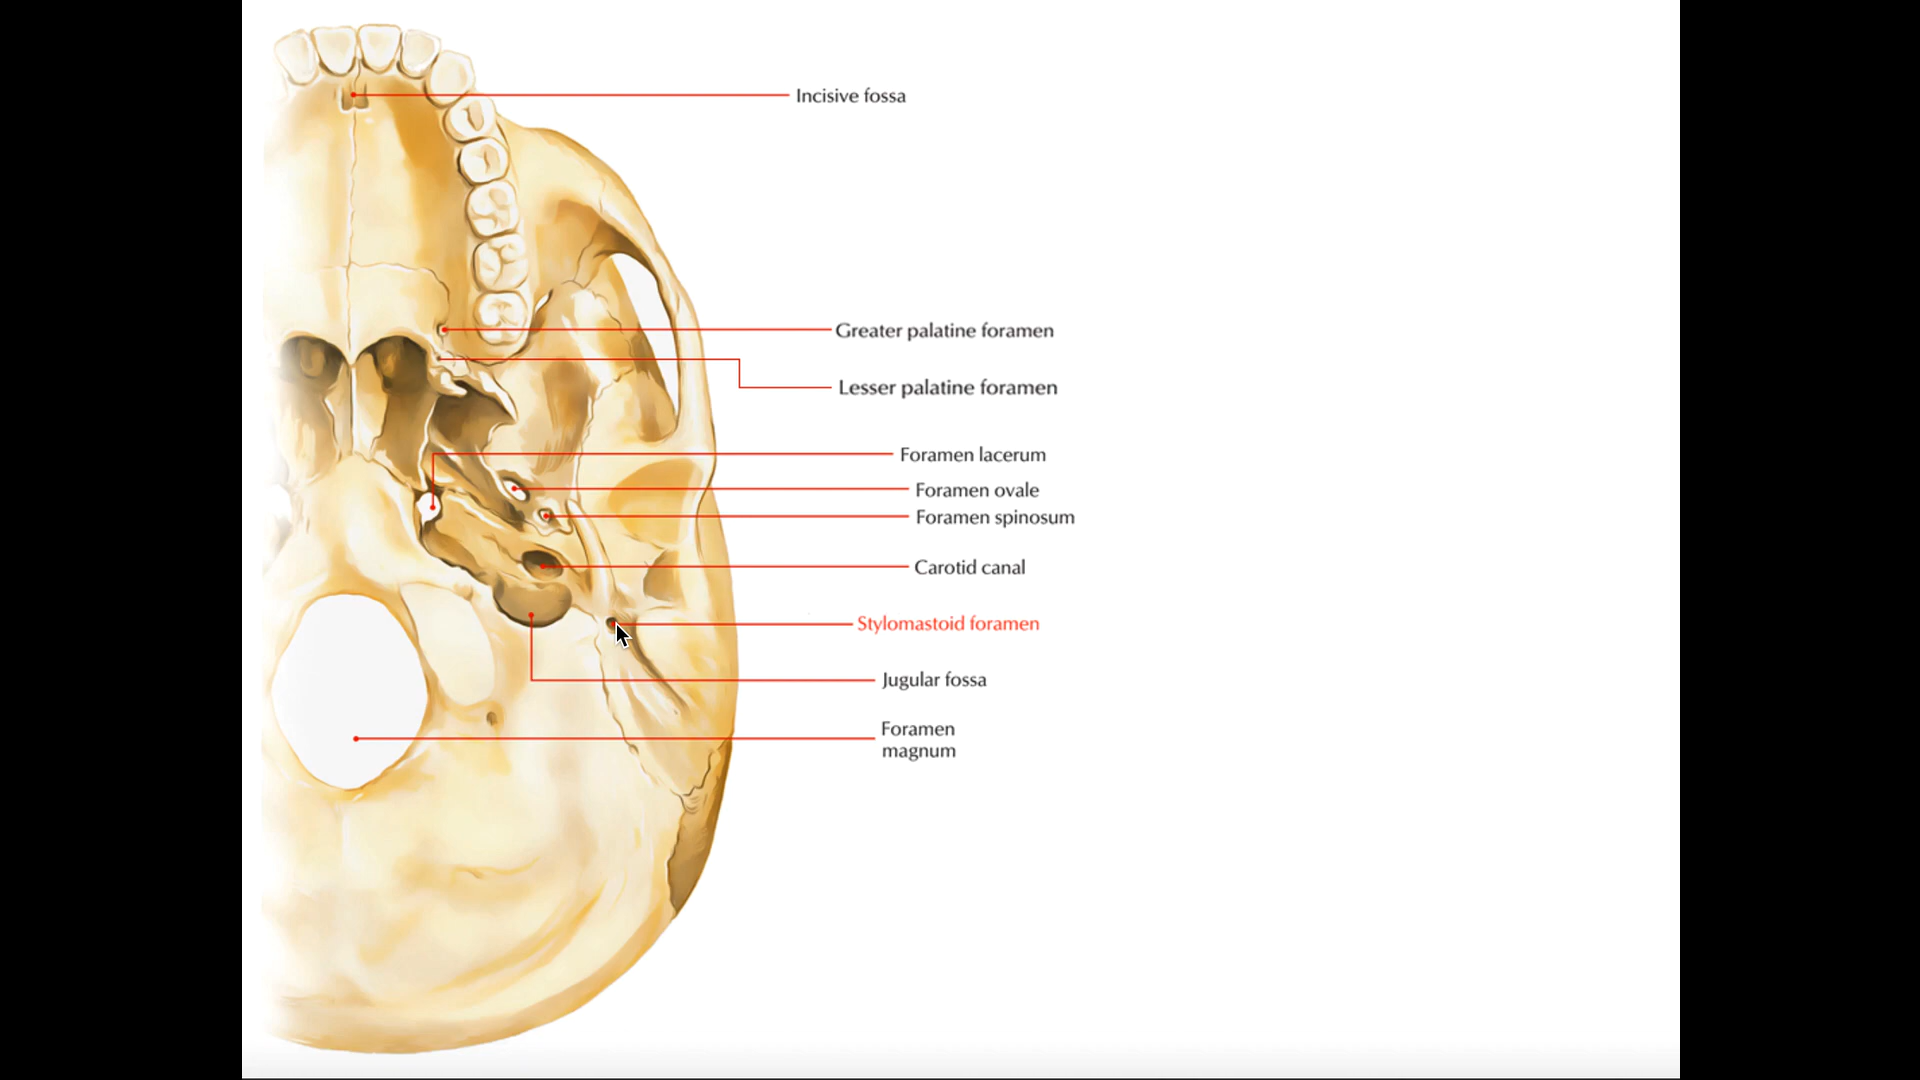 Incisive fossa
Greater palatine foramen
Lesser palatine foramen
Foramen lacerum
Foramen ovale
Foramen spinosum
Carotid canal
Stylomastoid foramen
Jugular fossa
Foramen
magnum